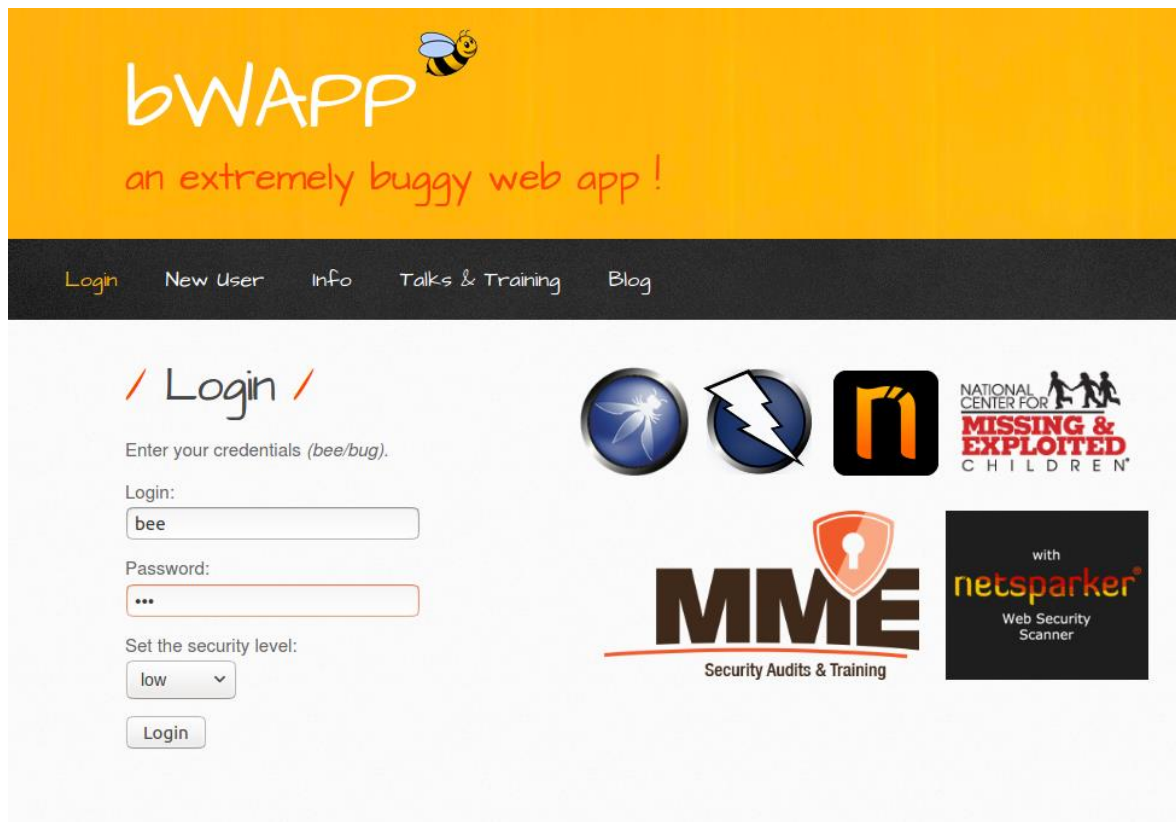 bWAPP
an extremely buggy web app !
Login New User Info Talks & Training Blog
/ Login /
Enter your credentials (bee/bug).
Login:
bee
Password:
•••
Set the security level:
low
Login
n
NATIONAL
CENTER FOR
MISSING &
EXPLOITED
CHILDREN®
MME
Security Audits & Training
with
netsparker®
Web Security
Scanner